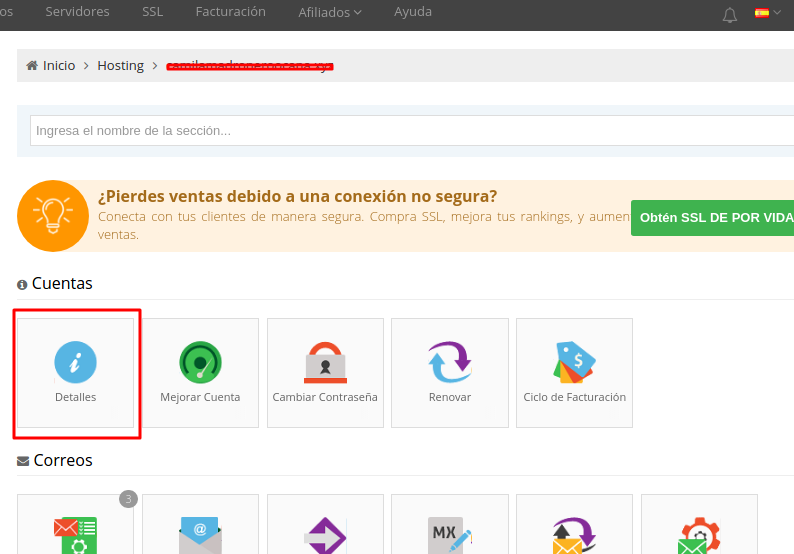 os Servidores SSL Facturación Afiliados Ayuda
Inicio > Hosting >
Ingresa el nombre de la sección...
¿Pierdes ventas debido a una conexión no segura?
Conecta con tus clientes de manera segura. Compra SSL, mejora tus rankings, y aumen
ventas.
Obtén SSL DE POR VIDA
Cuentas
Detalles Mejorar Cuenta Cambiar Contraseña Renovar Ciclo de Facturación
Correos
3
MX